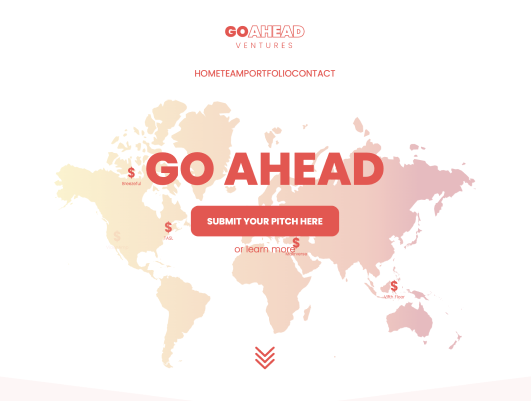 GOAHEAD
VENTURES
HOMETEAMPORTFOLIOCONTACT
$
GO AHEAD
$
SUBMIT YOUR PITCH HERE
or learn more
$
$